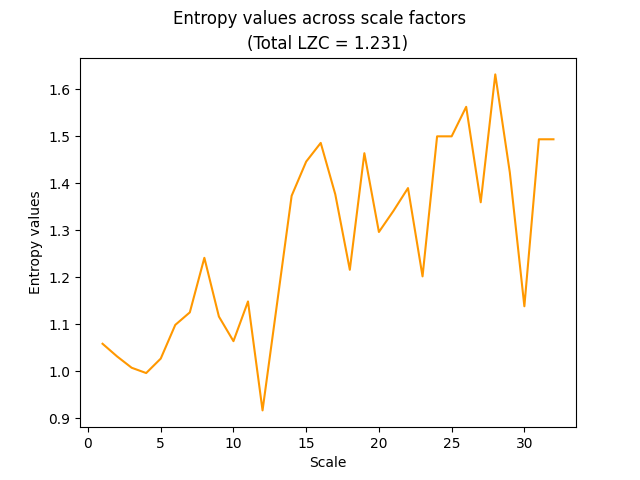 Entropy values across scale factors
(Total LZC = 1.231)
1.6
1.5
1.4
1.3
1.2
1.1
1.0
0.9
Entropy values
0 5 10 15 20 25 30
Scale